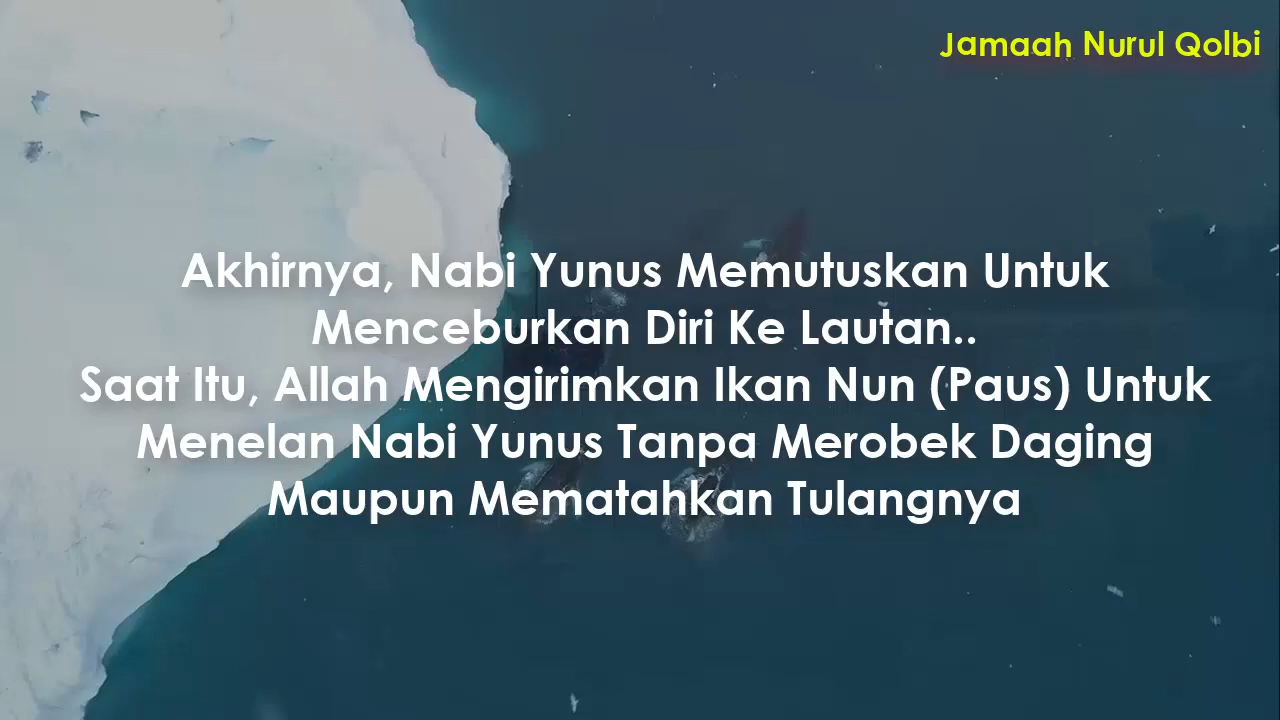 Jamaah Nurul Qolbi
Akhirnya, Nabi Yunus Memutuskan Untuk
Menceburkan Diri Ke Lautan..
Saat Itu, Allah Mengirimkan Ikan Nun (Paus) Untuk
Menelan Nabi Yunus Tanpa Merobek Daging
Maupun Mematahkan Tulangnya